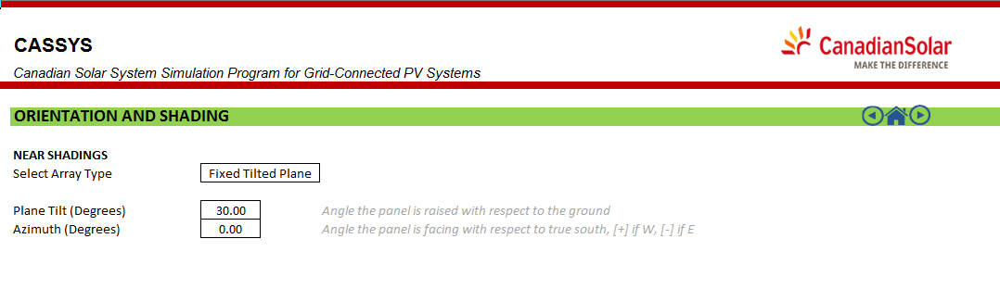 CASSYS
CanadianSolar
MAKE THE DIFFERENCE
Canadian Solar System Simulation Program for Grid-Connected PV Systems
ORIENTATION AND SHADING
NEAR SHADINGS
Select Array Type Fixed Tilted Plane
Plane Tilt (Degrees) 30.00 Angle the panel is raised with respect to the ground
Azimuth (Degrees) 0.00 Angle the panel is facing with respect to true south, [+] if W, [-] if E